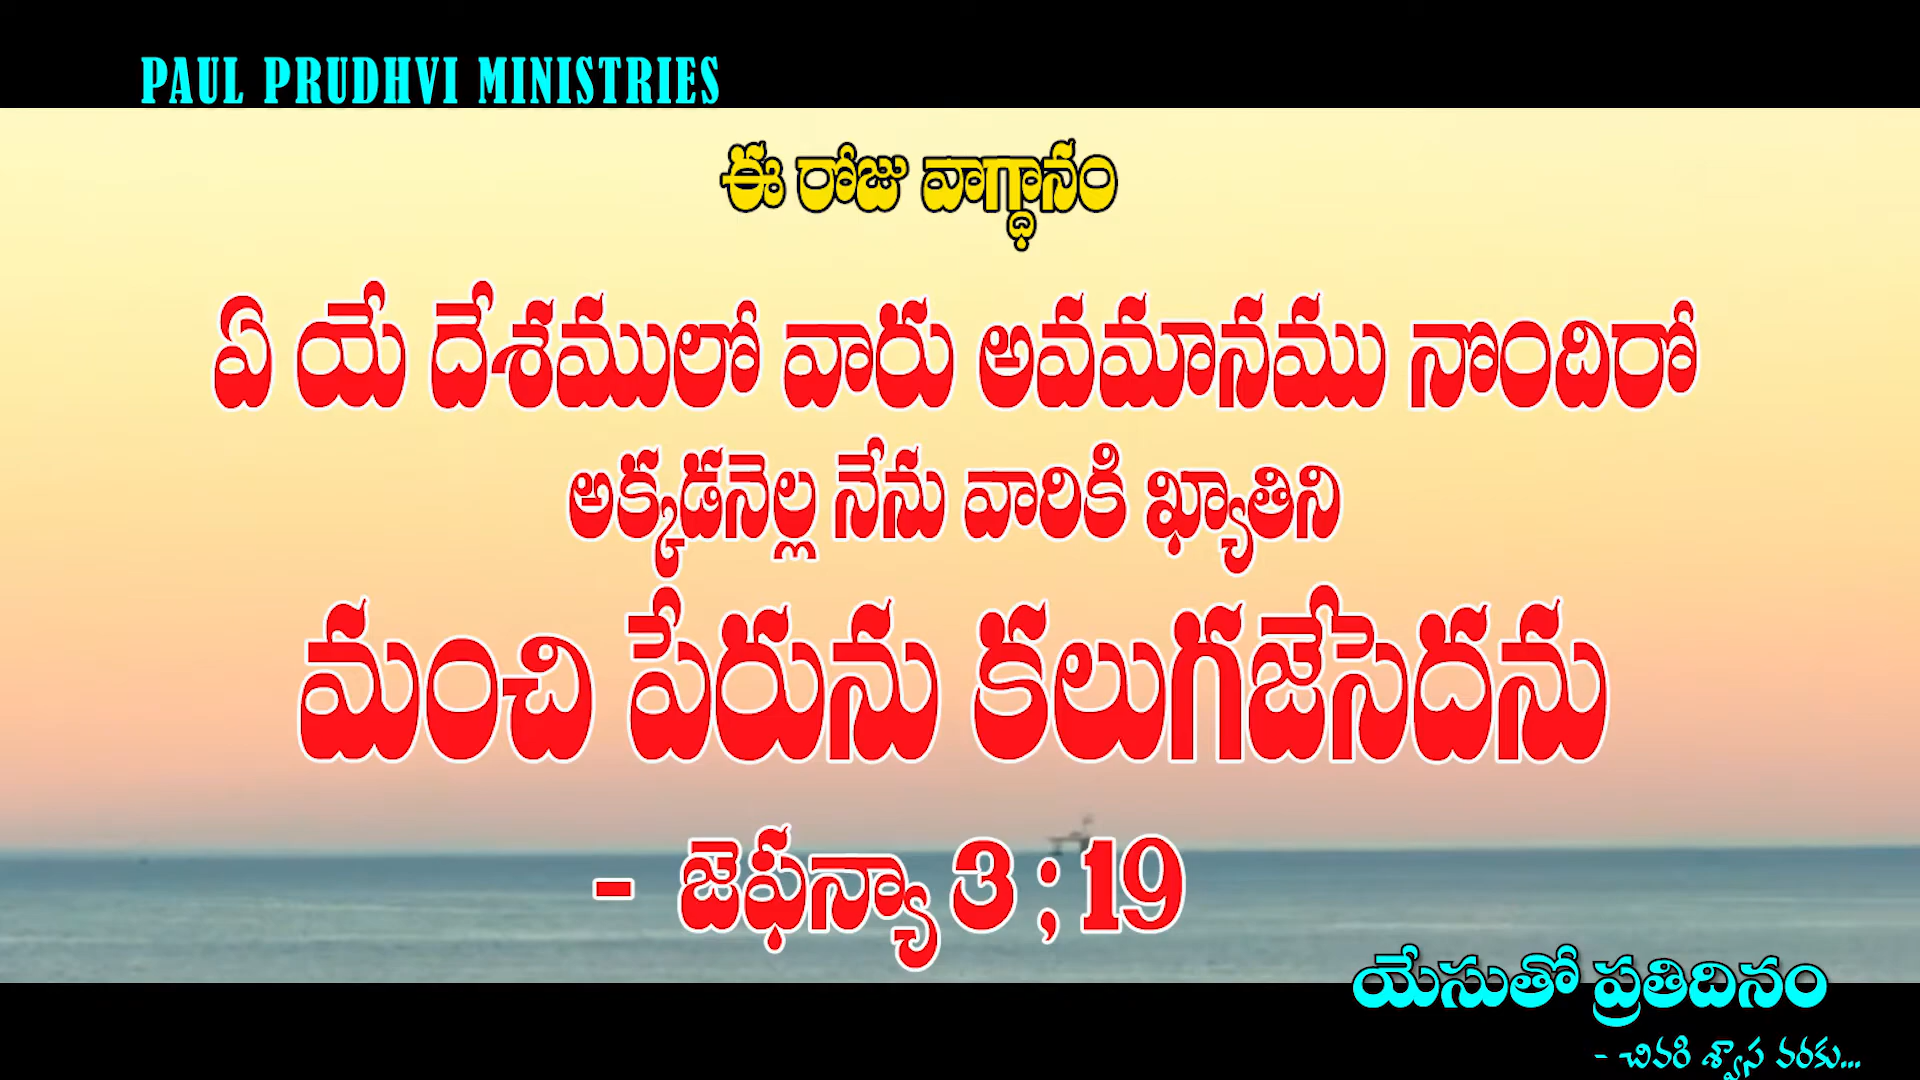 PAUL PRUDHVI MINISTRIES
ఈ రోజు వాగ్ధానం
ఏ యే దేశములో వారు అవమానము నొందిరో
అక్కడనెల్ల నేను వారికి ఖ్యాతిని
మంచి పేరును కలుగజేసెదను
- జెఫన్యా 3 ; 19
యేసుతో ప్రతిదినం
- చివరి శ్వాస వరకు...